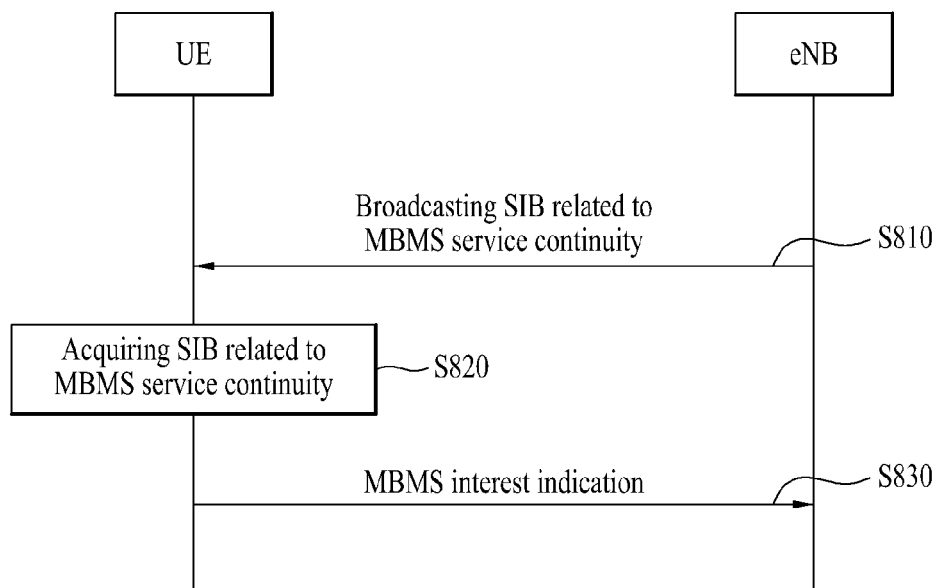 UE
eNB
Broadcasting SIB related to
MBMS service continuity
S810
Acquiring SIB related to
MBMS service continuity
S820
MBMS interest indication
S830